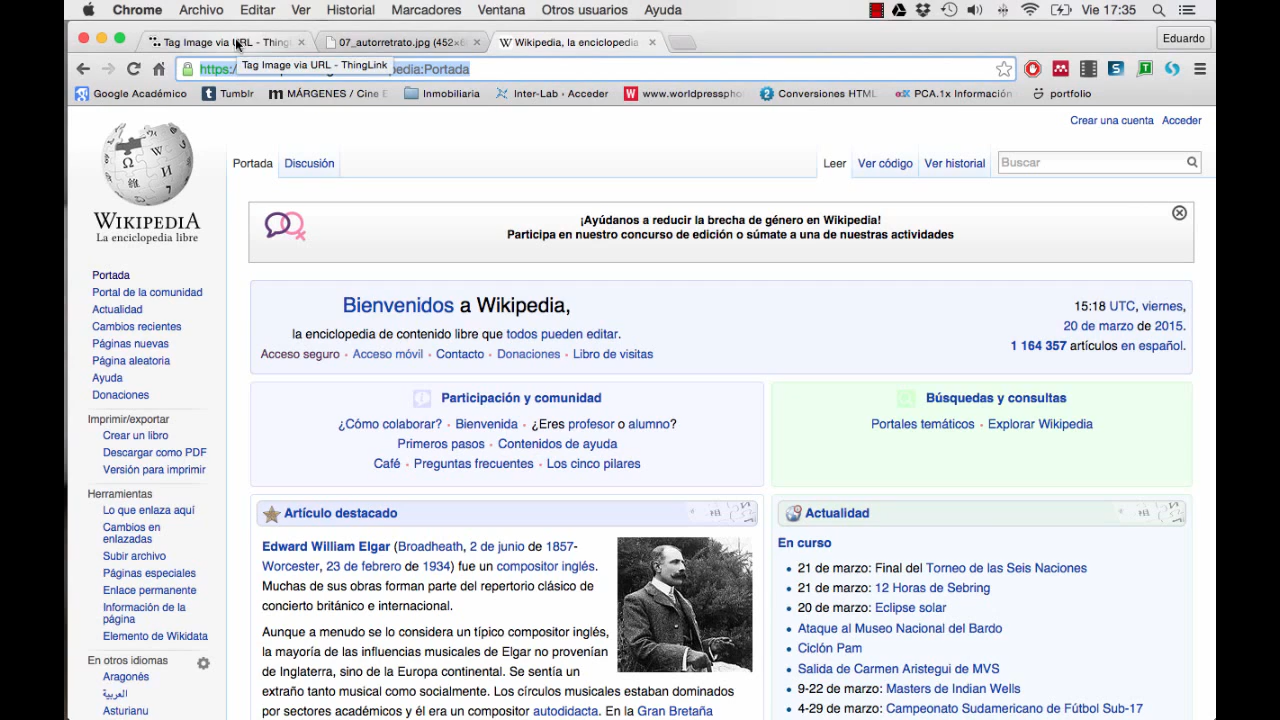 Chrome Archivo Editar Ver Historial Marcadores Ventana Otros usuarios Ayuda Vie 17:35
Tag Image via URL - Thing 07_autorretrato.jpg (452×6 Wikipedia, la enciclopedia Eduardo
https:/ Tag Image via URL - ThingLink pedia:Portada
Google Académico Tumblr MÁRGENES / Cine E Inmobiliaria Inter-Lab · Acceder www.worldpresspho Conversiones HTML PCA.1x Información portfolio
Crear una cuenta Acceder
Portada Discusión Leer Ver código Ver historial Buscar
WIKIPEDIA
La enciclopedia libre
¡Ayúdanos a reducir la brecha de género en Wikipedia!
Participa en nuestro concurso de edición o súmate a una de nuestras actividades
Portada
Portal de la comunidad
Actualidad
Cambios recientes
Páginas nuevas
Página aleatoria
Ayuda
Donaciones
Imprimir/exportar
Crear un libro
Descargar como PDF
Versión para imprimir
Herramientas
Lo que enlaza aquí
Cambios en
enlazadas
Subir archivo
Páginas especiales
Enlace permanente
Información de la
página
Elemento de Wikidata
En otros idiomas
Aragonés
العربية
Asturianu
Bienvenidos a Wikipedia,
la enciclopedia de contenido libre que todos pueden editar.
Acceso seguro · Acceso móvil · Contacto · Donaciones · Libro de visitas
15:18 UTC, viernes,
20 de marzo de 2015.
1 164 357 artículos en español.
Participación y comunidad
¿Cómo colaborar? · Bienvenida · ¿Eres profesor o alumno?
Primeros pasos · Contenidos de ayuda
Café · Preguntas frecuentes · Los cinco pilares
Búsquedas y consultas
Portales temáticos · Explorar Wikipedia
Artículo destacado
Edward William Elgar (Broadheath, 2 de junio de 1857-
Worcester, 23 de febrero de 1934) fue un compositor inglés.
Muchas de sus obras forman parte del repertorio clásico de
concierto británico e internacional.
Aunque a menudo se lo considera un típico compositor inglés,
la mayoría de las influencias musicales de Elgar no provenían
de Inglaterra, sino de la Europa continental. Se sentía un
extraño tanto musical como socialmente. Los círculos musicales estaban dominados
por sectores académicos y él era un compositor autodidacta. En la Gran Bretaña
Actualidad
En curso
21 de marzo: Final del Torneo de las Seis Naciones
21 de marzo: 12 Horas de Sebring
20 de marzo: Eclipse solar
Ataque al Museo Nacional del Bardo
Ciclón Pam
Salida de Carmen Aristegui de MVS
9-22 de marzo: Masters de Indian Wells
4-29 de marzo: Campeonato Sudamericano de Fútbol Sub-17